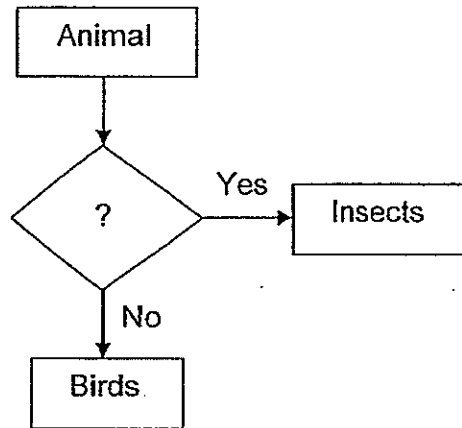 Animal
?
Yes
Insects
No
Birds